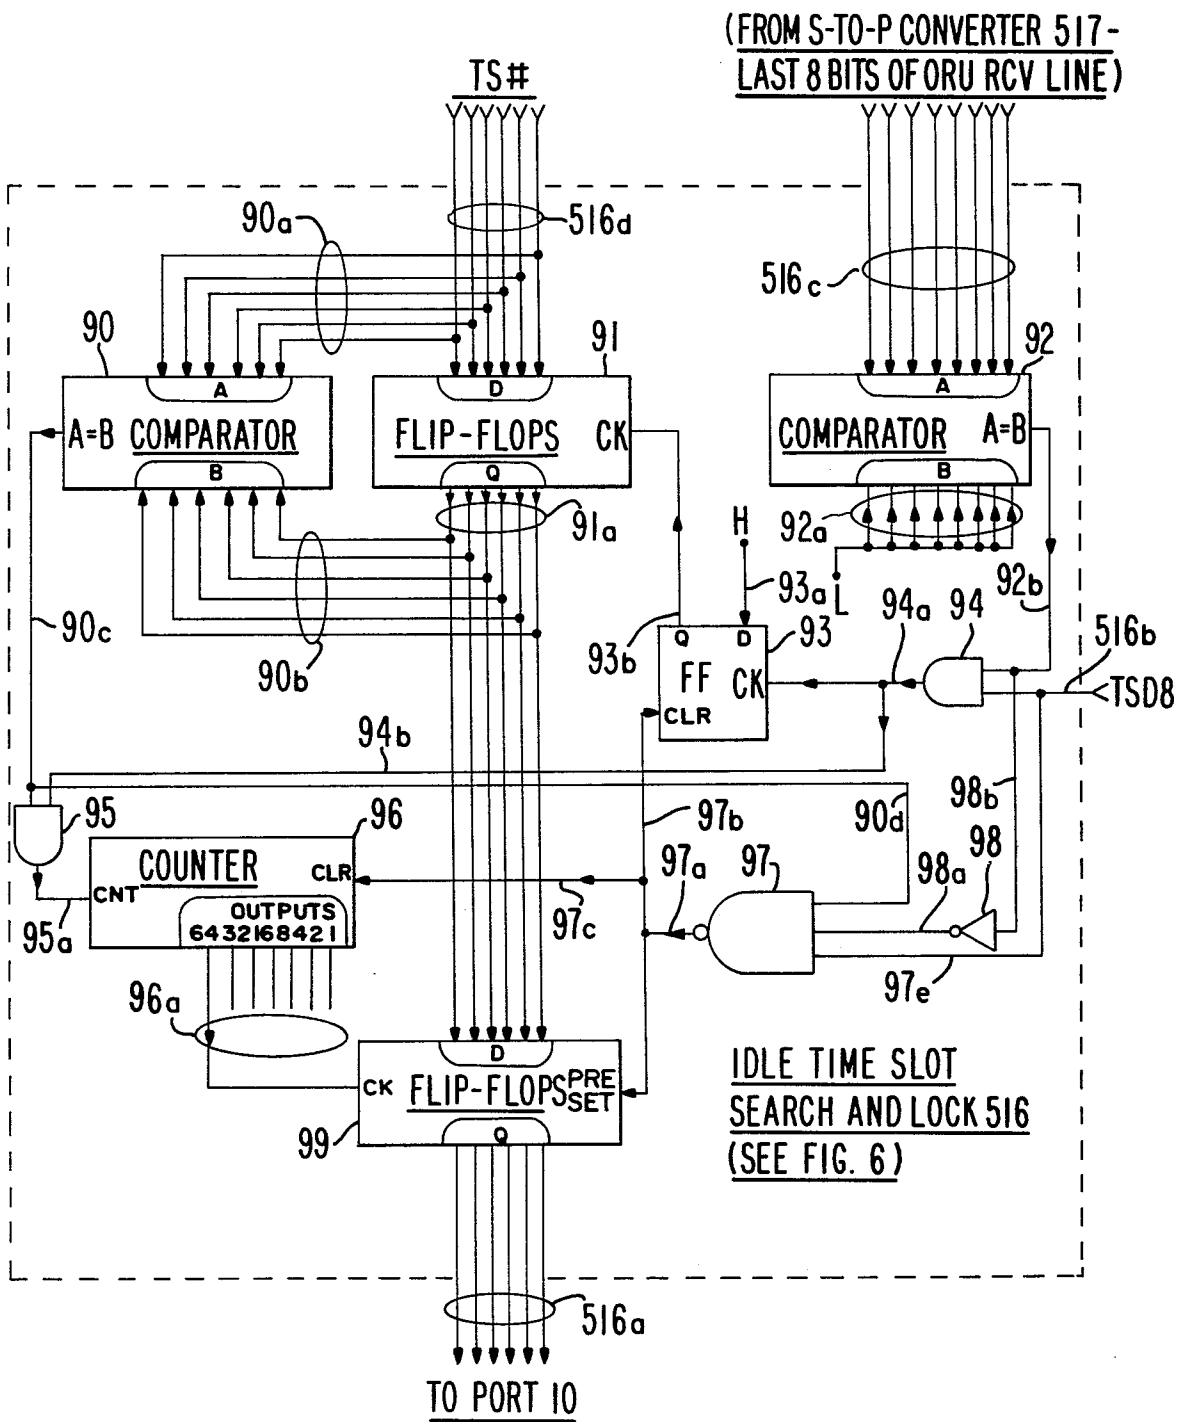 (FROM S-TO-P CONVERTER 517-
LAST 8 BITS OF ORU RCV LINE)
TS#
90a
516d
516c
90
91
92
A
D
A
A=B COMPARATOR
FLIP-FLOPS CK
COMPARATOR A=B
B
Q
B
91a
92a
H
93a
L
92b
94a
94
516b
90c
90b
93b
Q D
93
FF CK
CLR
TSD8
94b
98b
95
96
97b
90d
98
COUNTER
CLR
97a
97
98a
CNT
OUTPUTS
64 32 16 8 4 2 1
95a
97c
97e
96a
D
CK FLIP-FLOPS PRE
SET
Q
99
IDLE TIME SLOT
SEARCH AND LOCK 516
(SEE FIG. 6)
516a
TO PORT 10